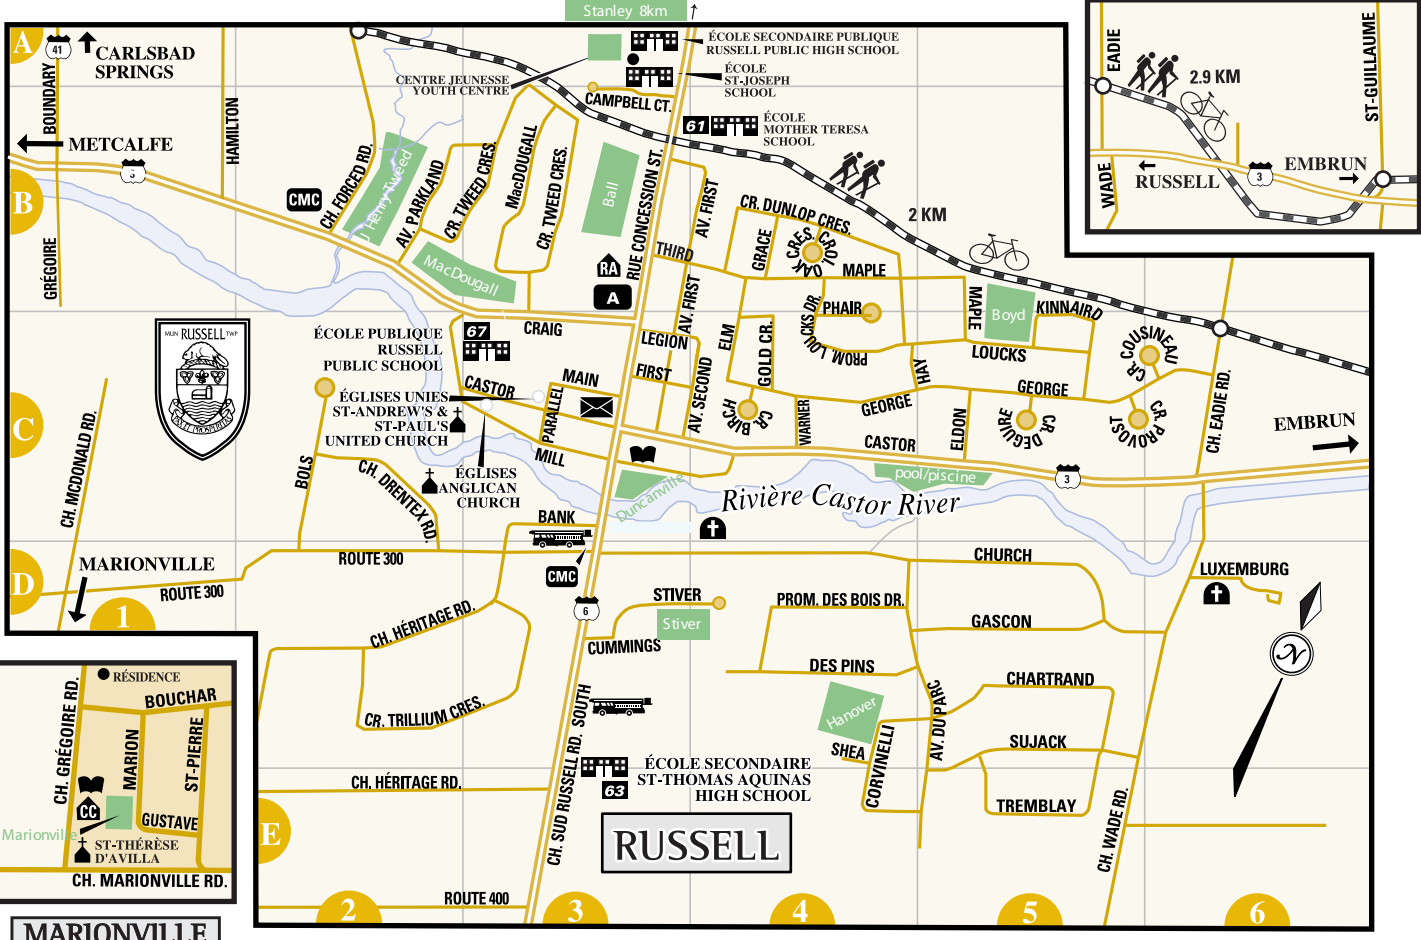 Stanley 8km
A
41
CARLSBAD
SPRINGS
BOUNDARY
HAMILTON
METCALFE
3
B
GRÉGOIRE
CMC
CH. FORCED RD.
J Henry Tweed
AV. PARKLAND
CR. TWEED CRES.
MacDOUGALL
CR. TWEED CRES.
MacDougall
CENTRE JEUNESSE
YOUTH CENTRE
ÉCOLE SECONDAIRE PUBLIQUE
RUSSELL PUBLIC HIGH SCHOOL
ÉCOLE
ST-JOSEPH
SCHOOL
CAMPBELL CT.
61
ÉCOLE
MOTHER TERESA
SCHOOL
Ball
RUE CONCESSION ST.
RA
A
AV. FIRST
THIRD
AV. FIRST
2 KM
CR. DUNLOP CRES.
GRACE
CR. OAK CRES.
MAPLE
PHAIR
PROM. LOUCKS DR.
ELM
GOLD CR.
MAPLE
Boyd
KINNAIRD
LOUCKS
HAY
CR. COUSINEAU
CRAIG
LEGION
FIRST
AV. SECOND
MUN RUSSELL TWP
ÉCOLE PUBLIQUE
RUSSELL
PUBLIC SCHOOL
67
CASTOR
MAIN
PARALLEL
MILL
ÉGLISES UNIES
ST-ANDREW'S &
ST-PAUL'S
UNITED CHURCH
ÉGLISES
ANGLICAN
CHURCH
C
CH. MCDONALD RD.
BOLS
CH. DRENTEX RD.
CR. BIRCH
WARNER
GEORGE
GEORGE
CASTOR
ELDON
CR. DEGUIRE
CR. PROVOST
CH. EADIE RD.
EMBRUN
3
pool/piscine
Duncanville
Rivière Castor River
BANK
CMC
MARIONVILLE
D
1
ROUTE 300
ROUTE 300
6
STIVER
Stiver
CUMMINGS
CHURCH
PROM. DES BOIS DR.
GASCON
LUXEMBURG
N
CH. HÉRITAGE RD.
CR. TRILLIUM CRES.
CH. HÉRITAGE RD.
DES PINS
Hanover
SHEA
CORVINELLI
AV. DU PARC
CHARTRAND
SUJACK
TREMBLAY
CH. WADE RD.
CH. SUD RUSSELL RD. SOUTH
ÉCOLE SECONDAIRE
ST-THOMAS AQUINAS
HIGH SCHOOL
63
RUSSELL
E
ROUTE 400
2
3
4
5
6
EADIE
2.9 KM
ST-GUILLAUME
WADE
RUSSELL
3
EMBRUN
RÉSIDENCE
BOUCHAR
CH. GRÉGOIRE RD.
MARION
ST-PIERRE
CC
GUSTAVE
Marionville
ST-THÉRÈSE
D'AVILLA
CH. MARIONVILLE RD.
MARIONVILLE